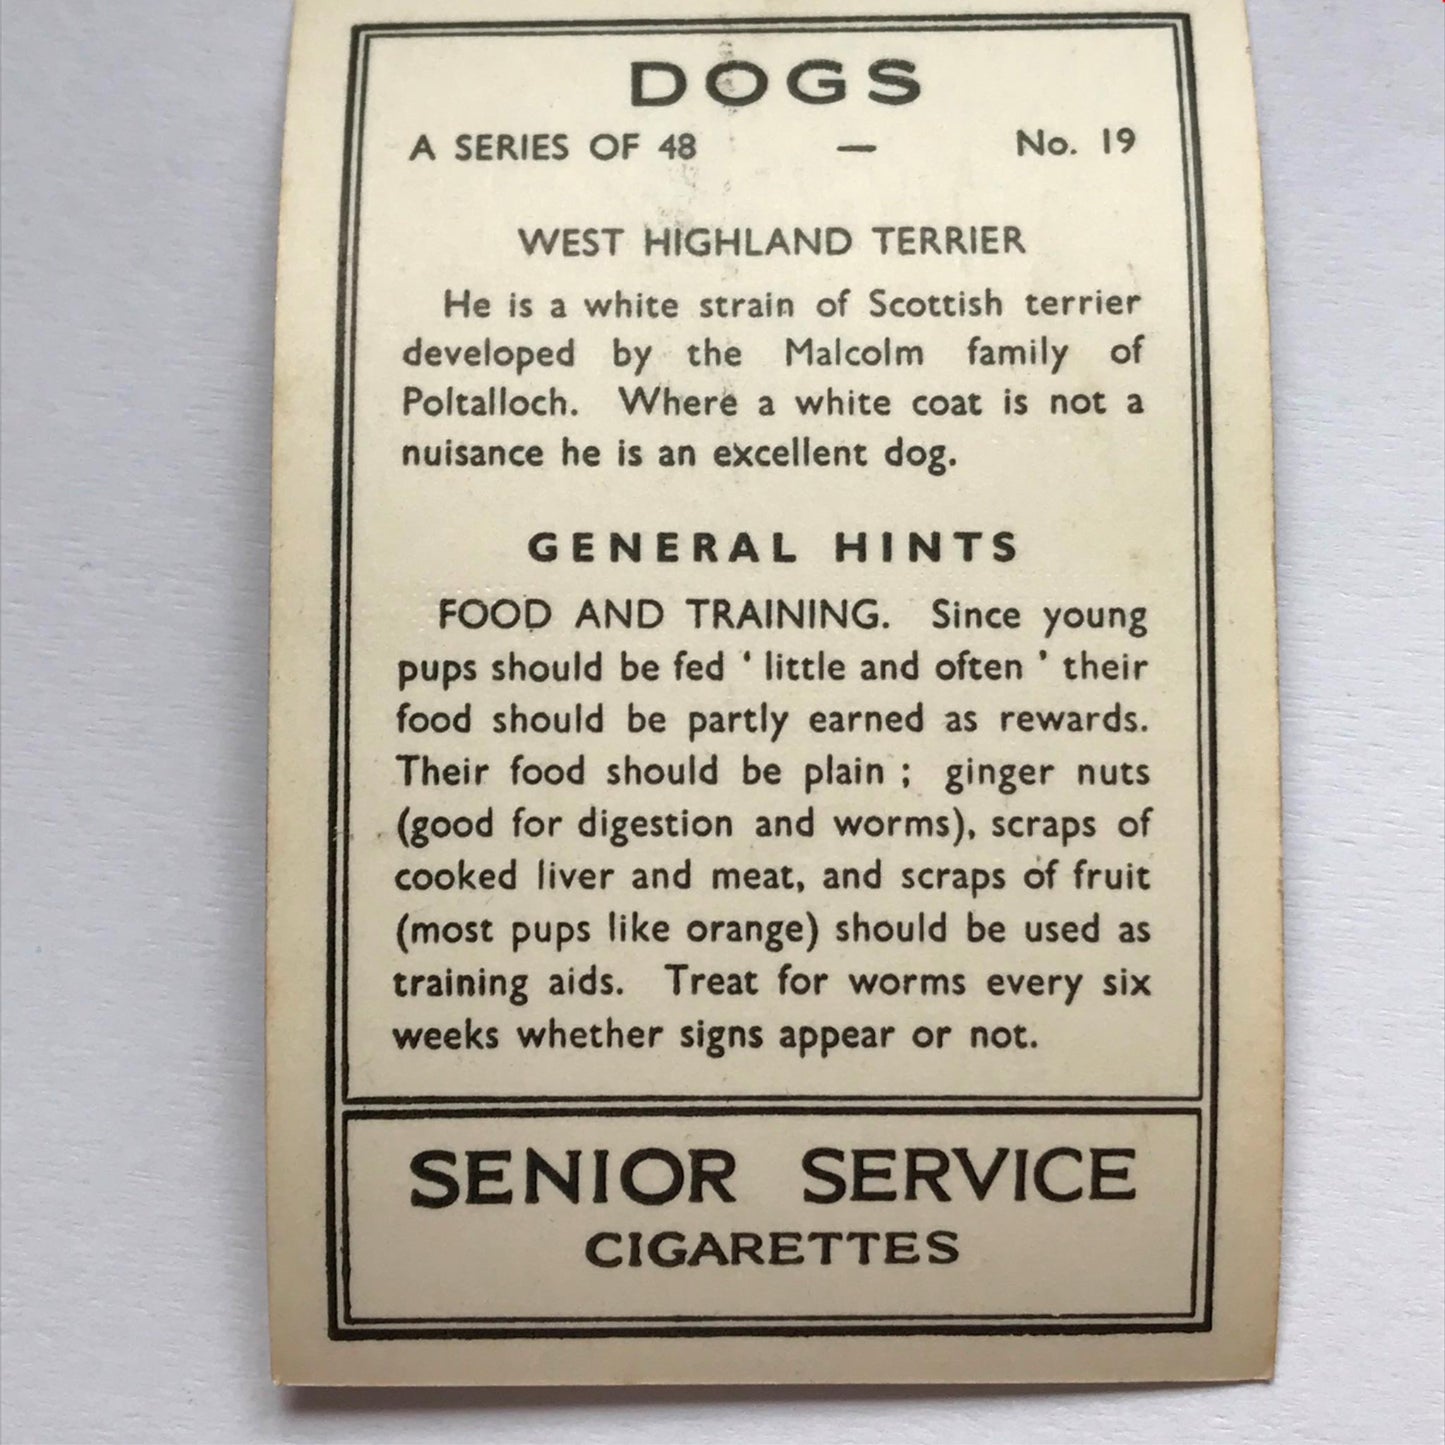 DOGS
A SERIES OF 48 — No. 19
WEST HIGHLAND TERRIER
He is a white strain of Scottish terrier
developed by the Malcolm family of
Poltalloch. Where a white coat is not a
nuisance he is an excellent dog.
GENERAL HINTS
FOOD AND TRAINING. Since young
pups should be fed ‘ little and often ’ their
food should be partly earned as rewards.
Their food should be plain ; ginger nuts
(good for digestion and worms), scraps of
cooked liver and meat, and scraps of fruit
(most pups like orange) should be used as
training aids. Treat for worms every six
weeks whether signs appear or not.
SENIOR SERVICE
CIGARETTES